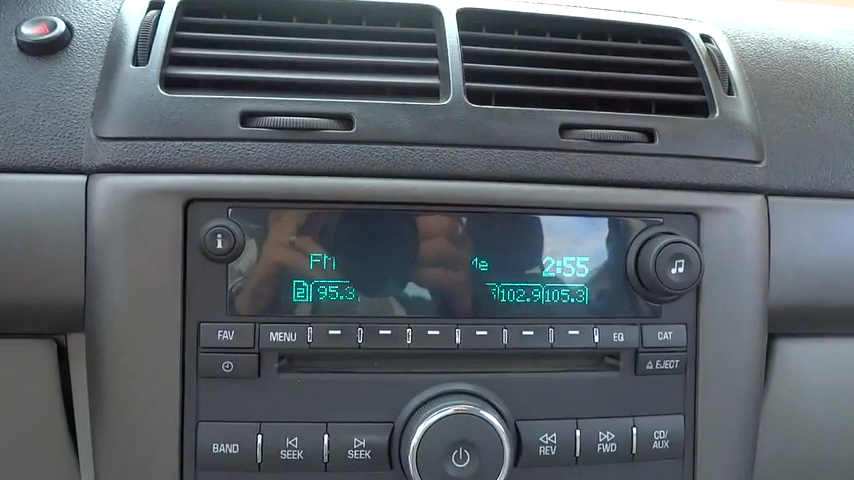 i
FM 2:55
2 95.3 102.9 105.3
FAV MENU EQ CAT
EJECT
BAND SEEK SEEK REV FWD CD/
AUX